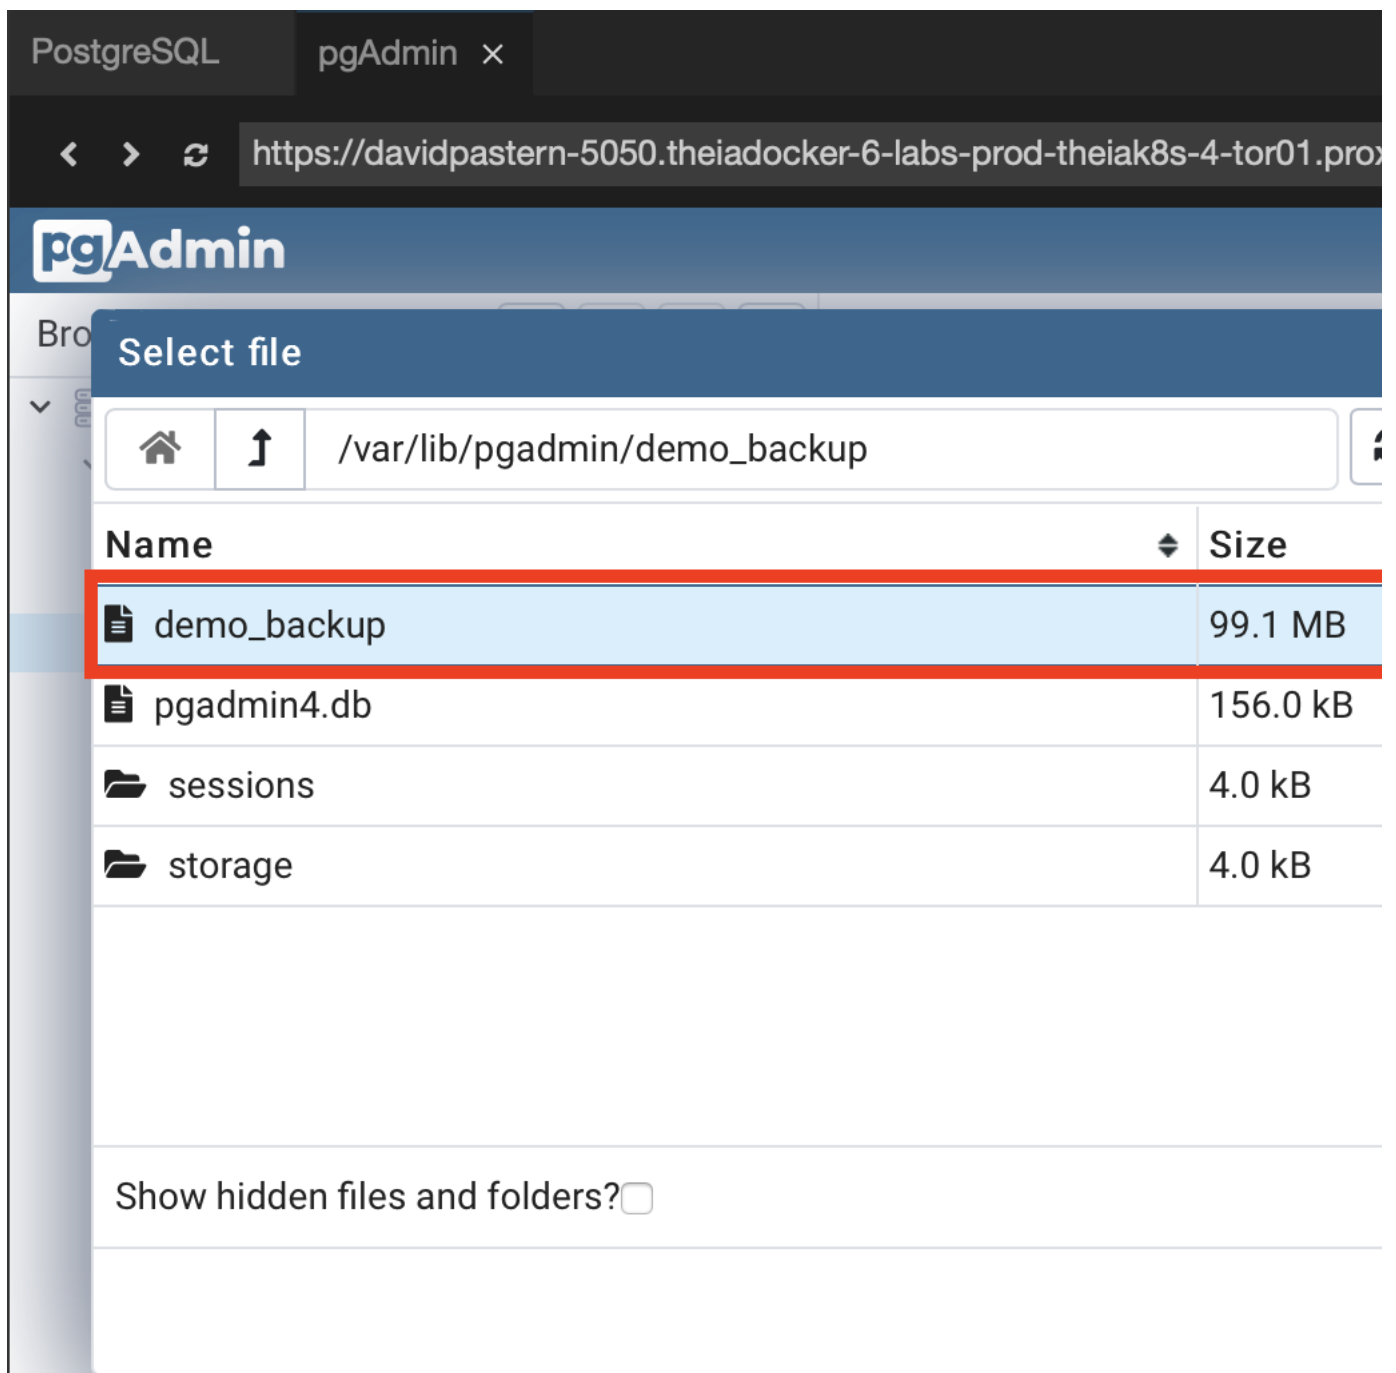 PostgreSQL pgAdmin
https://davidpastern-5050.theiadocker-6-labs-prod-theiak8s-4-tor01.prox
pgAdmin
Bro
Select file
/var/lib/pgadmin/demo_backup
Name Size
demo_backup 99.1 MB
pgadmin4.db 156.0 kB
sessions 4.0 kB
storage 4.0 kB
Show hidden files and folders?